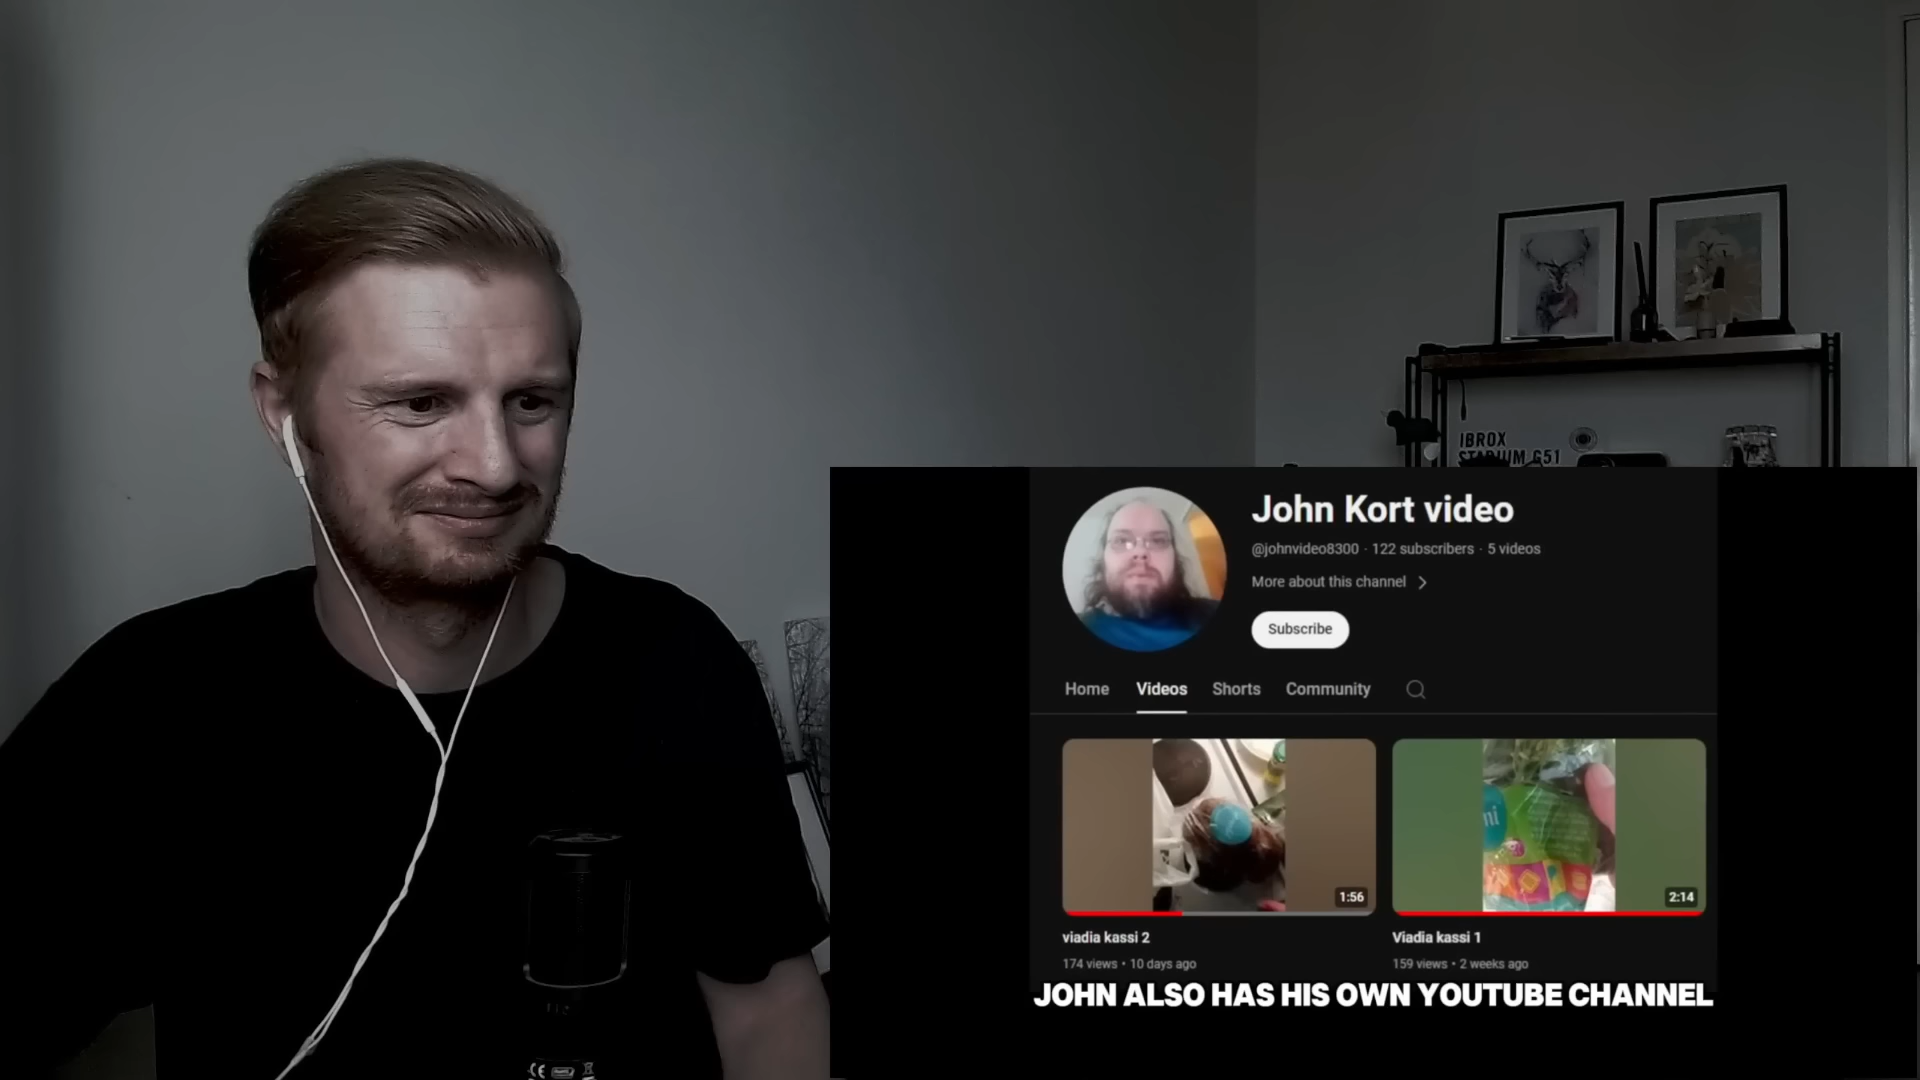 IBROX
STADIUM G51
John Kort video
@johnvideo8300 · 122 subscribers · 5 videos
More about this channel
Subscribe
Home Videos Shorts Community
1:56
2:14
viadia kassi 2
Viadia kassi 1
174 views • 10 days ago
159 views • 2 weeks ago
JOHN ALSO HAS HIS OWN YOUTUBE CHANNEL
CE